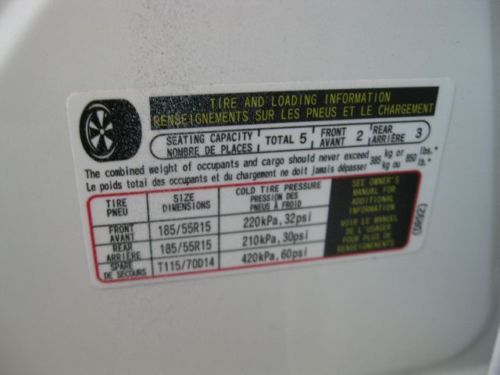 TIRE AND LOADING INFORMATION
RENSEIGNEMENTS SUR LES PNEUS ET LE CHARGEMENT
SEATING CAPACITY TOTAL 5 FRONT 2 REAR 3
NOMBRE DE PLACES AVANT ARRIÈRE
The combined weight of occupants and cargo should never exceed 385 kg or 850 lbs.
Le poids total des occupants et du chargement ne doit jamais dépasser 385 kg ou 850 lb.
TIRE SIZE COLD TIRE PRESSURE
PNEU DIMENSIONS PRESSION DES PNEUS À FROID
FRONT AVANT 185/55R15 220kPa, 32psi
REAR ARRIÈRE 185/55R15 210kPa, 30psi
SPARE DE SECOURS T115/70D14 420kPa, 60psi
SEE OWNER'S
MANUAL FOR
ADDITIONAL
INFORMATION
VOIR LE MANUEL
DE L'USAGER
POUR PLUS DE
RENSEIGNEMENTS